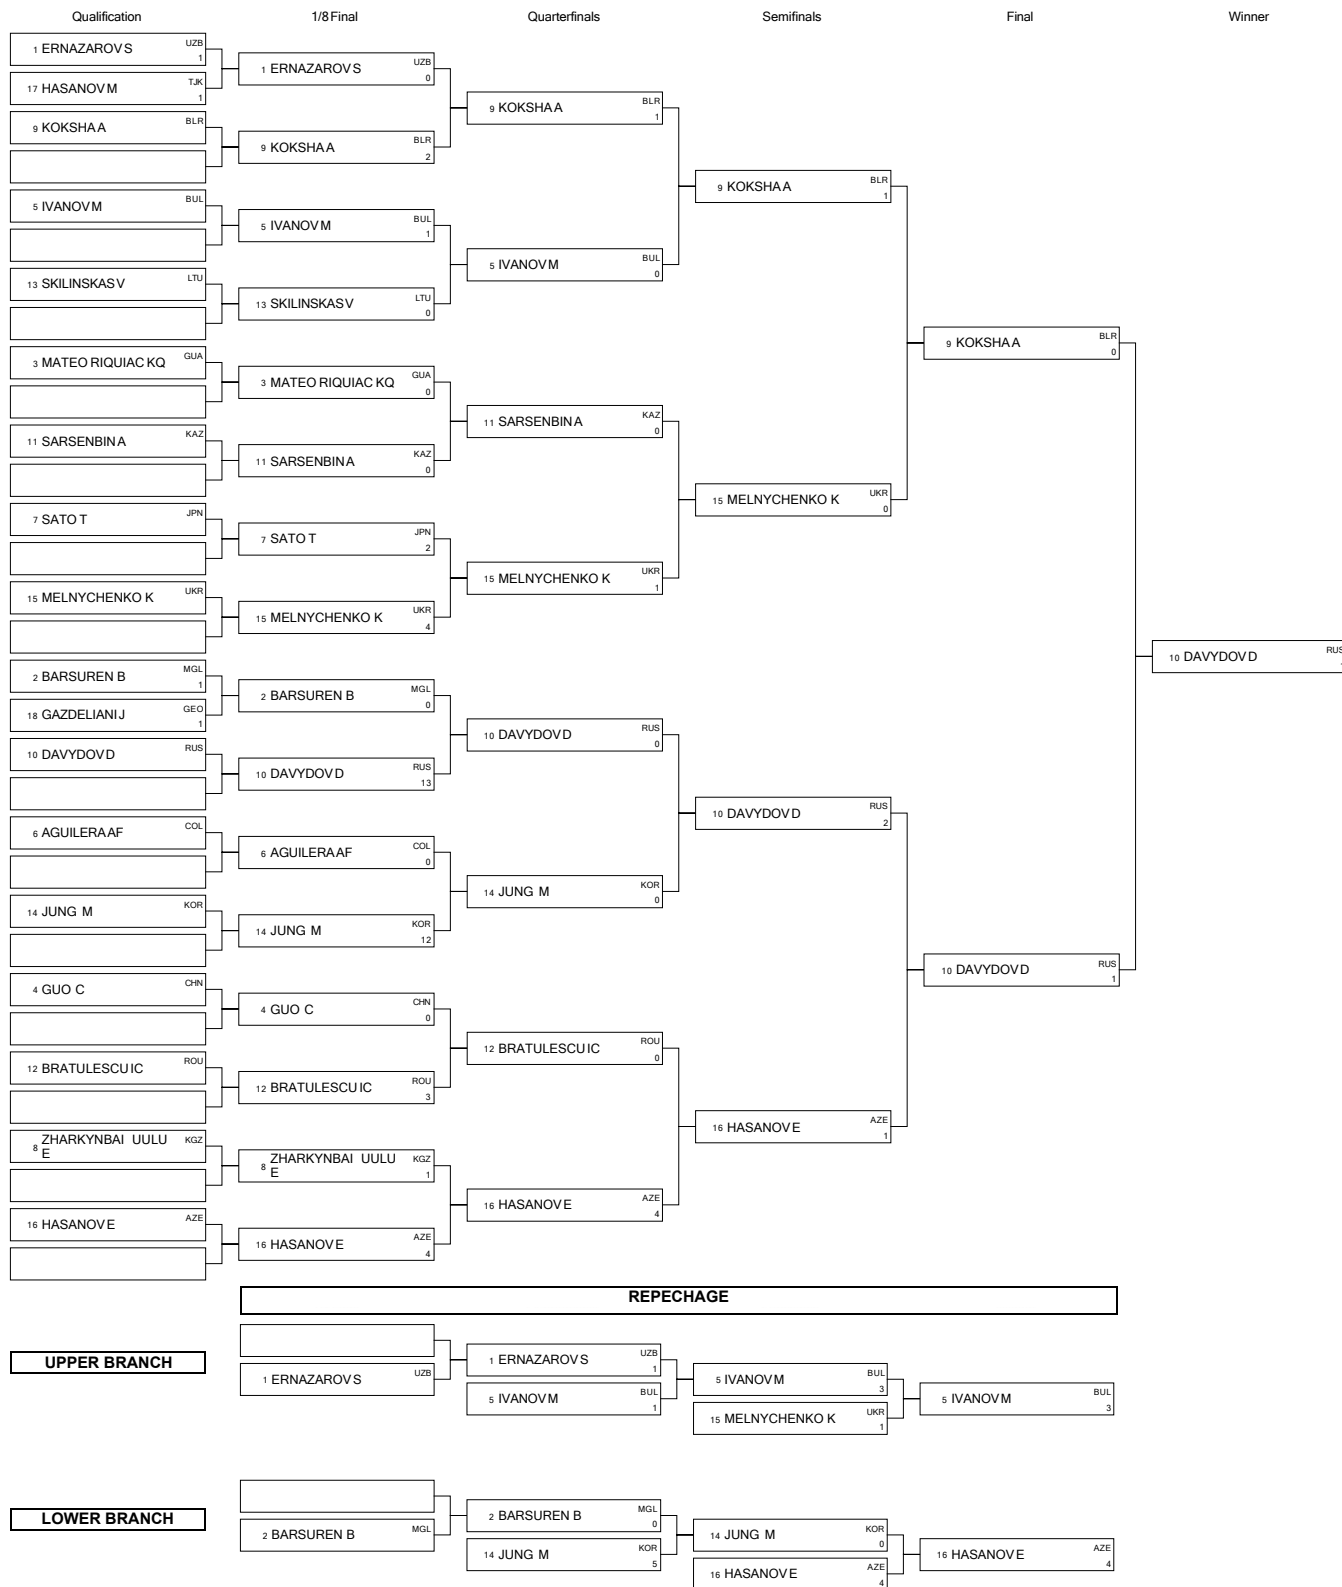 Qualification 1/8 Final Quarterfinals Semifinals Final Winner
1 ERNAZAROV S UZB 1
17 HASANOV M TJK 1
9 KOKSHA A BLR
5 IVANOV M BUL
13 SKILINSKAS V LTU
3 MATEO RIQUIAC KQ GUA
11 SARSENBIN A KAZ
7 SATO T JPN
15 MELNYCHENKO K UKR
2 BARSUREN B MGL 1
18 GAZDELIANI J GEO 1
10 DAVYDOV D RUS
6 AGUILERA AF COL
14 JUNG M KOR
4 GUO C CHN
12 BRATULESCU IC ROU
8 ZHARKYNBAI UULU E KGZ
16 HASANOV E AZE
1 ERNAZAROV S UZB 0
9 KOKSHA A BLR 2
5 IVANOV M BUL 1
13 SKILINSKAS V LTU 0
3 MATEO RIQUIAC KQ GUA 0
11 SARSENBIN A KAZ 0
7 SATO T JPN 2
15 MELNYCHENKO K UKR 4
2 BARSUREN B MGL 0
10 DAVYDOV D RUS 13
6 AGUILERA AF COL 0
14 JUNG M KOR 12
4 GUO C CHN 0
12 BRATULESCU IC ROU 3
8 ZHARKYNBAI UULU E KGZ 1
16 HASANOV E AZE 4
9 KOKSHA A BLR 1
5 IVANOV M BUL 0
11 SARSENBIN A KAZ 0
15 MELNYCHENKO K UKR 1
10 DAVYDOV D RUS 0
14 JUNG M KOR 0
12 BRATULESCU IC ROU 0
16 HASANOV E AZE 4
9 KOKSHA A BLR 1
15 MELNYCHENKO K UKR 0
10 DAVYDOV D RUS 2
16 HASANOV E AZE 1
9 KOKSHA A BLR 0
10 DAVYDOV D RUS 1
10 DAVYDOV D RUS
REPECHAGE
UPPER BRANCH
1 ERNAZAROV S UZB
1 ERNAZAROV S UZB 1
5 IVANOV M BUL 1
5 IVANOV M BUL 3
15 MELNYCHENKO K UKR 1
5 IVANOV M BUL 3
LOWER BRANCH
2 BARSUREN B MGL
2 BARSUREN B MGL 0
14 JUNG M KOR 5
14 JUNG M KOR 0
16 HASANOV E AZE 4
16 HASANOV E AZE 4